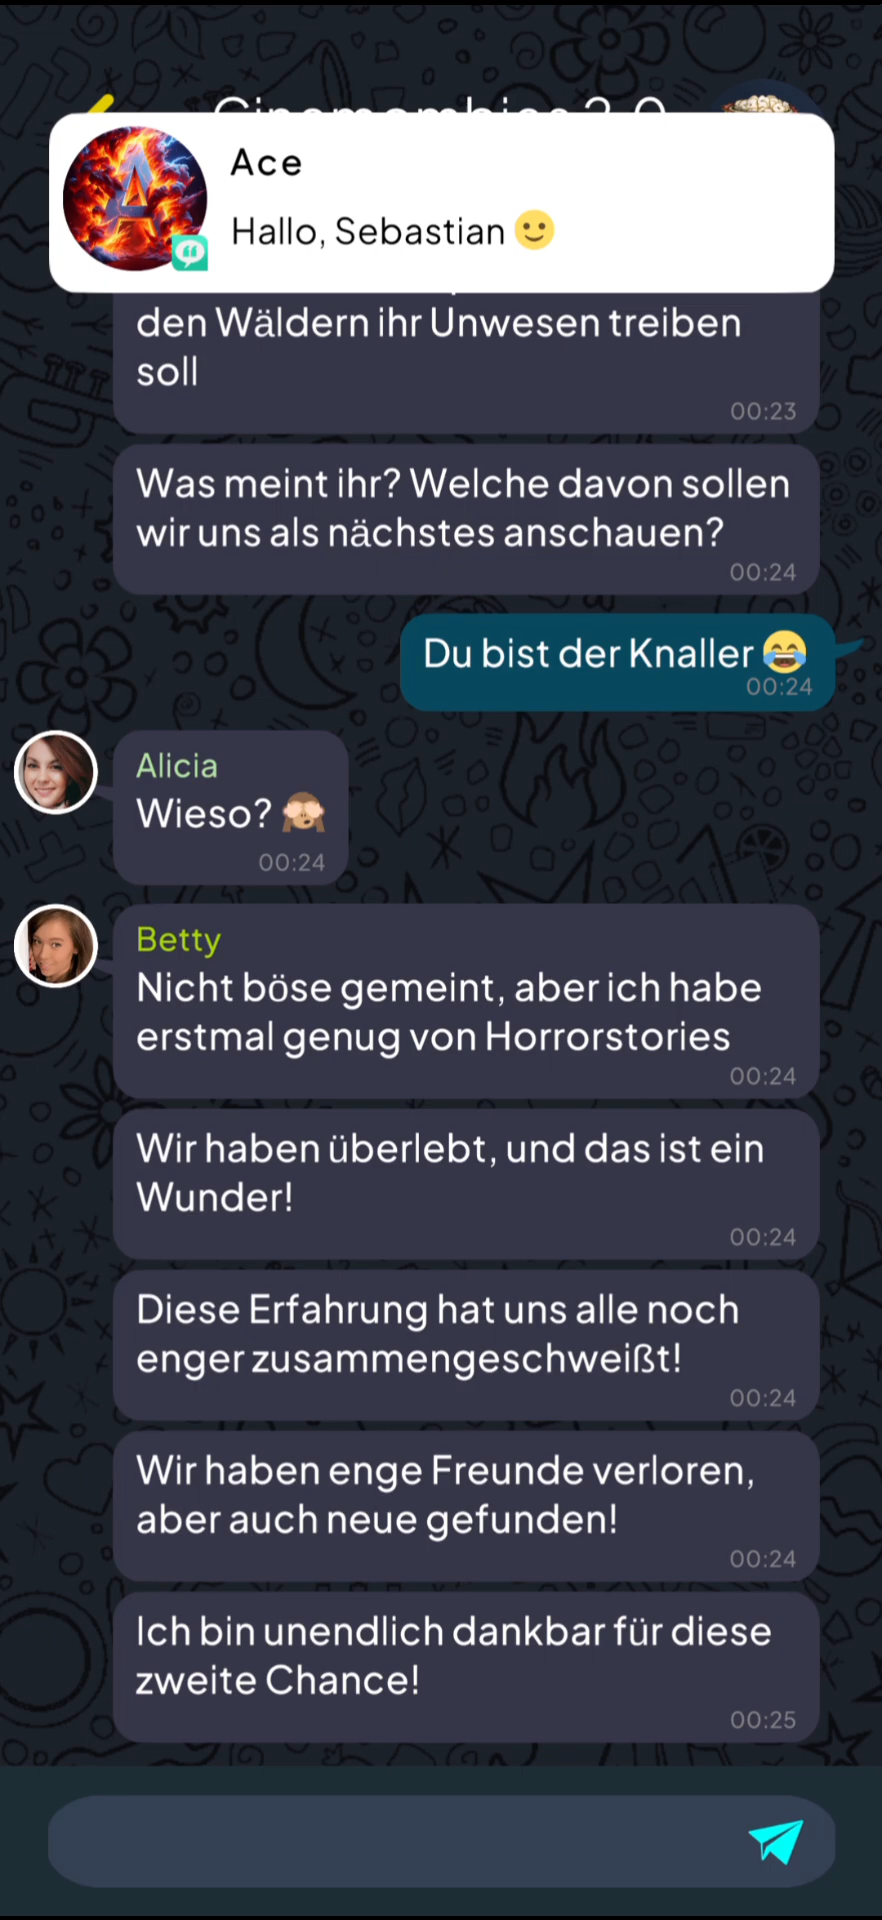 Ace
Hallo, Sebastian 🙂
den Wäldern ihr Unwesen treiben
soll
00:23
Was meint ihr? Welche davon sollen
wir uns als nächstes anschauen?
00:24
Du bist der Knaller 😂
00:24
Alicia
Wieso? 🙈
00:24
Betty
Nicht böse gemeint, aber ich habe
erstmal genug von Horrorstories
00:24
Wir haben überlebt, und das ist ein
Wunder!
00:24
Diese Erfahrung hat uns alle noch
enger zusammengeschweißt!
00:24
Wir haben enge Freunde verloren,
aber auch neue gefunden!
00:24
Ich bin unendlich dankbar für diese
zweite Chance!
00:25